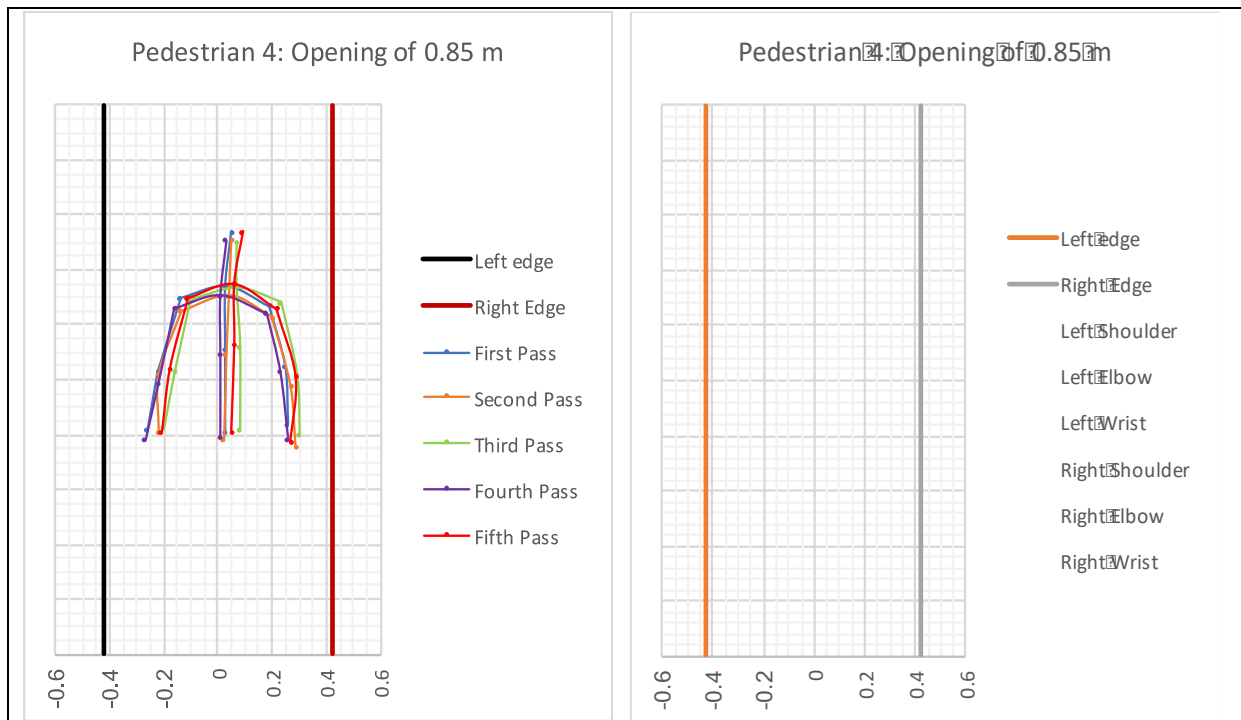 Pedestrian 4: Opening of 0.85 m
Left edge
Right Edge
First Pass
Second Pass
Third Pass
Fourth Pass
Fifth Pass
-0.6
-0.4
-0.2
0
0.2
0.4
0.6
Pedestrian 4: Opening of 0.85 m
Left edge
Right Edge
Left Shoulder
Left Elbow
Left Wrist
Right Shoulder
Right Elbow
Right Wrist
-0.6
-0.4
-0.2
0
0.2
0.4
0.6